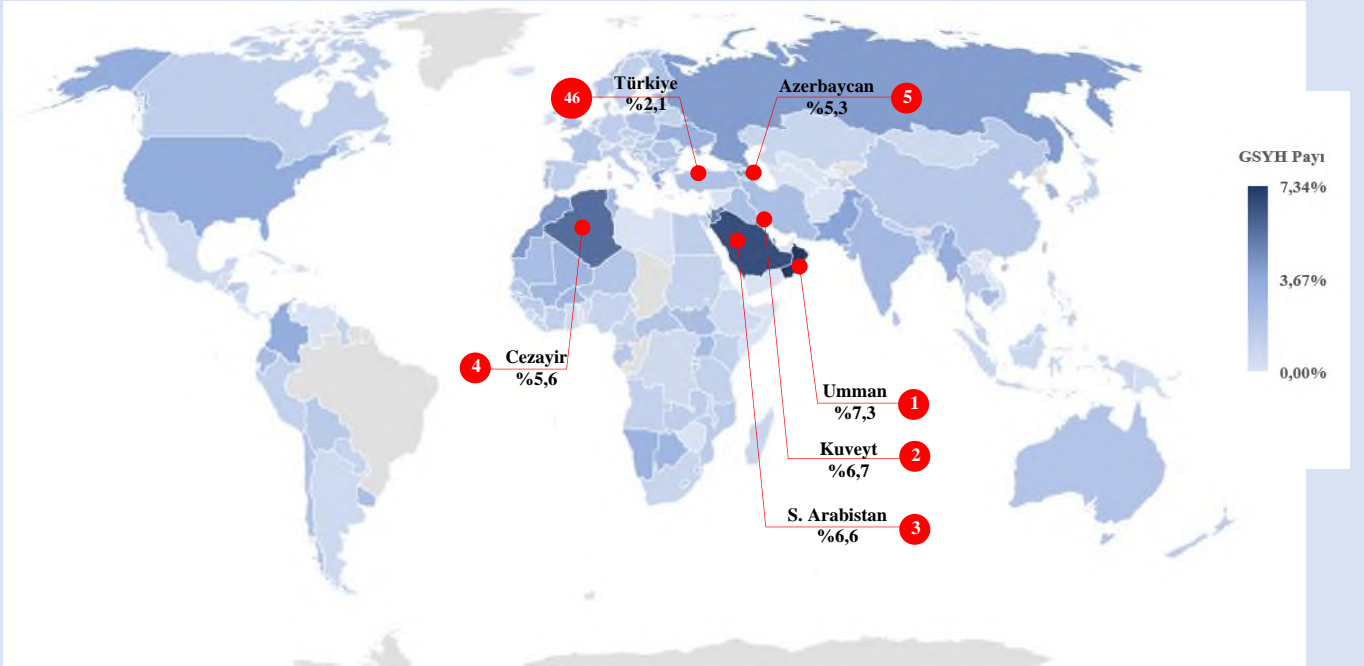 Türkiye
%2,1
46
Azerbaycan
%5,3
5
GSYH Payı
7,34%
3,67%
0,00%
4
Cezayir
%5,6
Umman
%7,3
1
Kuveyt
%6,7
2
S. Arabistan
%6,6
3